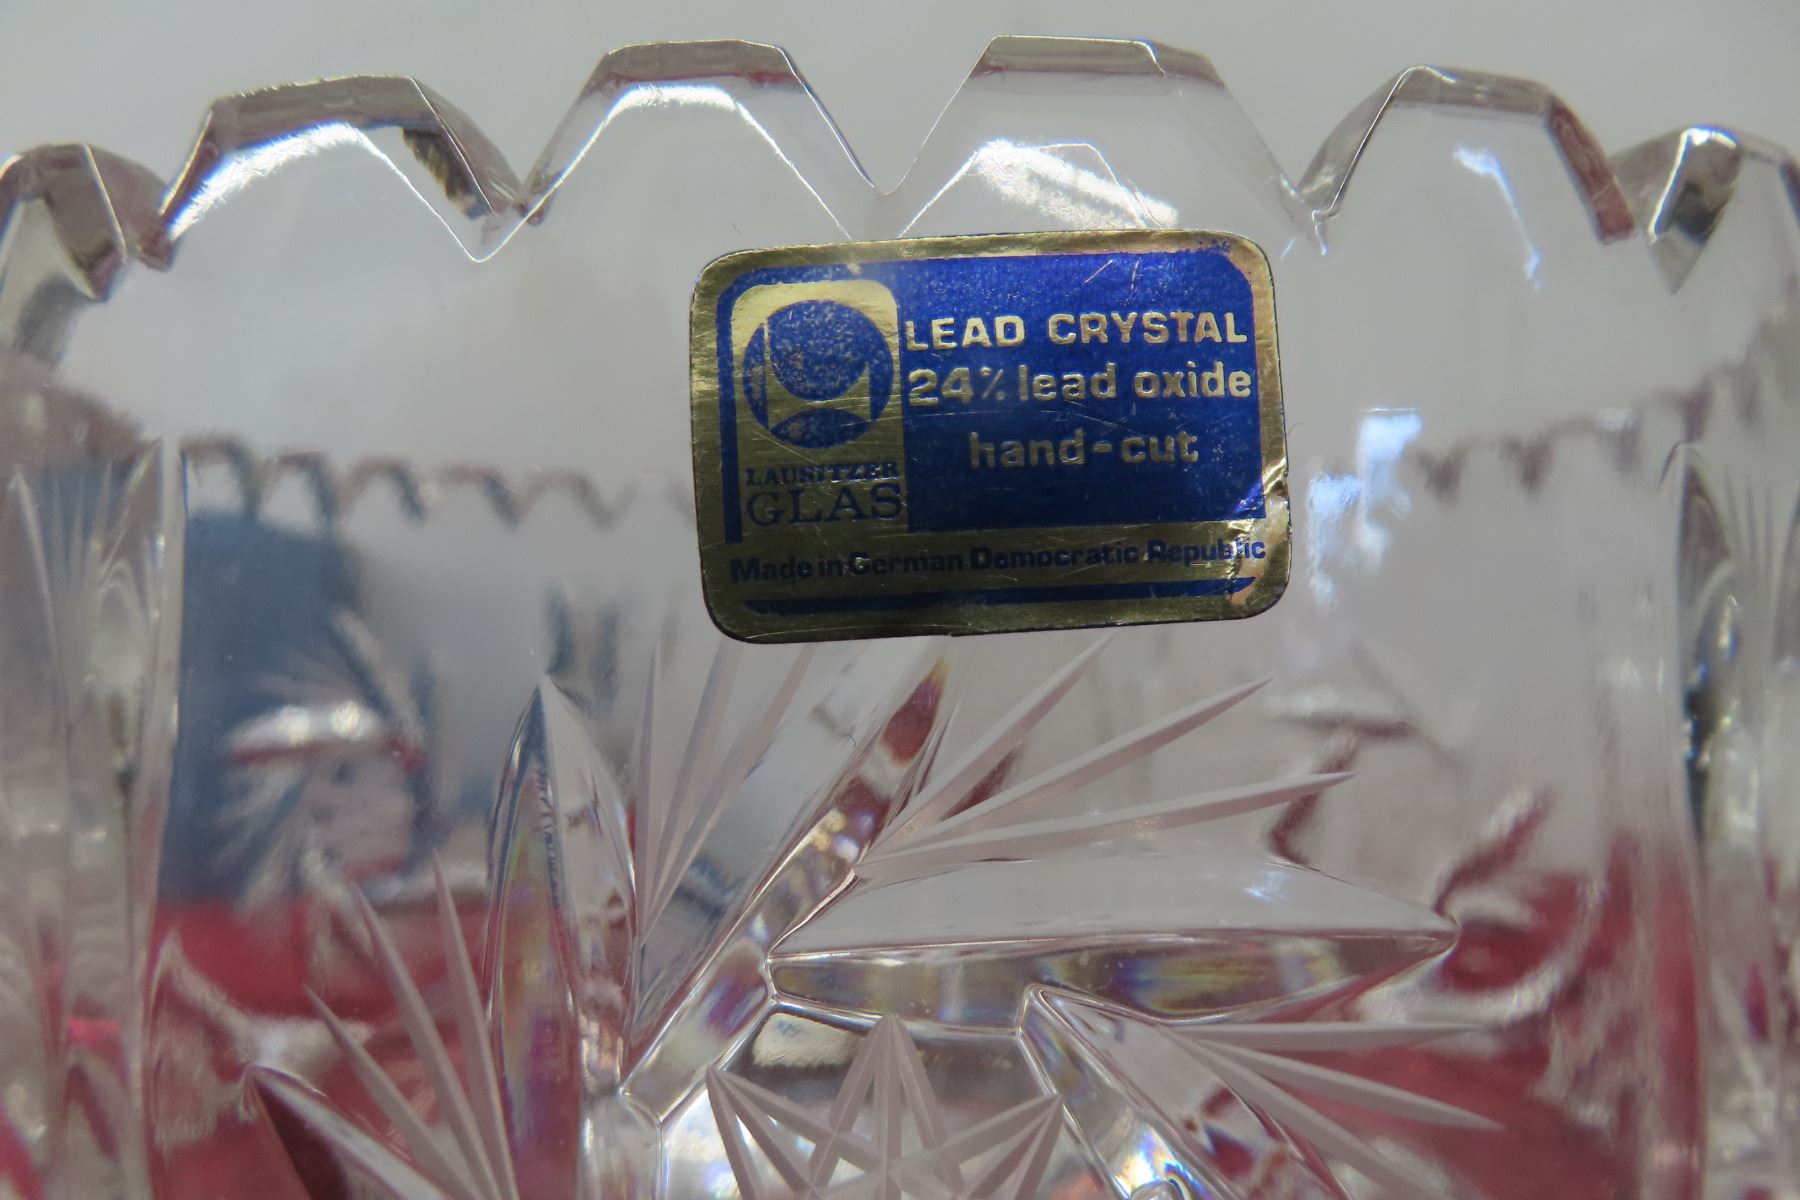 LEAD CRYSTAL
24% lead oxide
hand-cut
LAUSITZER
GLAS
Made in German Democratic Republic